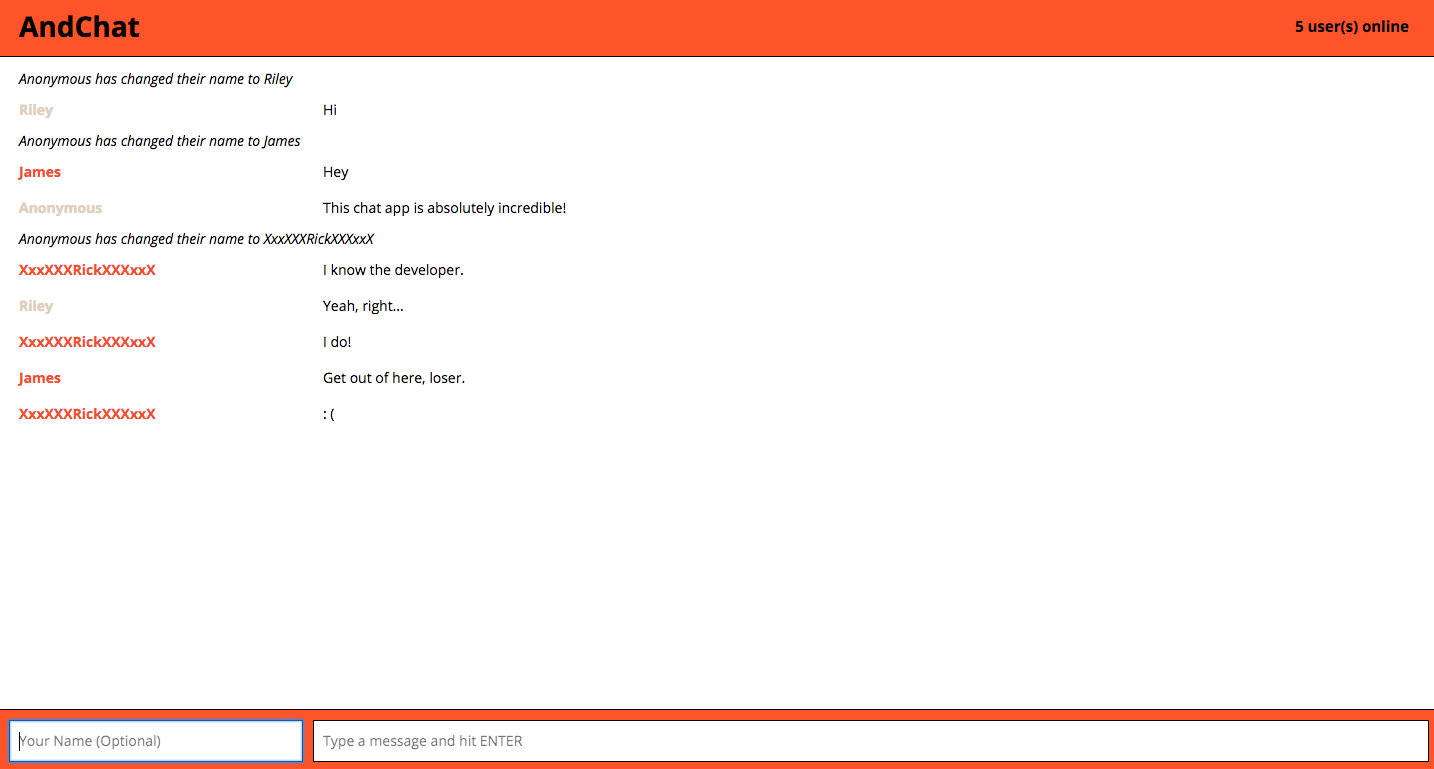 AndChat 5 user(s) online
Anonymous has changed their name to Riley
Riley Hi
Anonymous has changed their name to James
James Hey
Anonymous This chat app is absolutely incredible!
Anonymous has changed their name to XxxXXXRickXXXxxX
XxxXXXRickXXXxxX I know the developer.
Riley Yeah, right...
XxxXXXRickXXXxxX I do!
James Get out of here, loser.
XxxXXXRickXXXxxX : (
Your Name (Optional) Type a message and hit ENTER